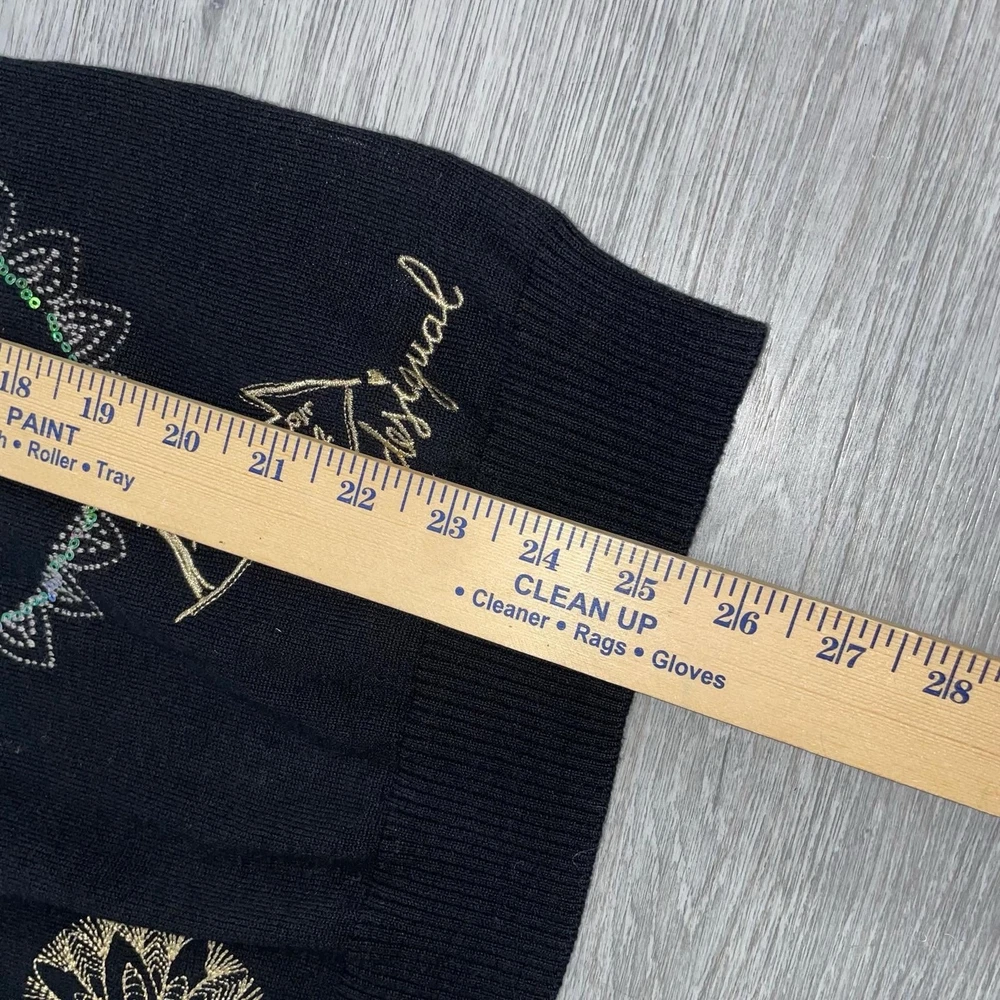 desigual
18 19 20 21 22 23 24 25 26 27 28
PAINT
h • Roller • Tray
CLEAN UP
• Cleaner • Rags • Gloves